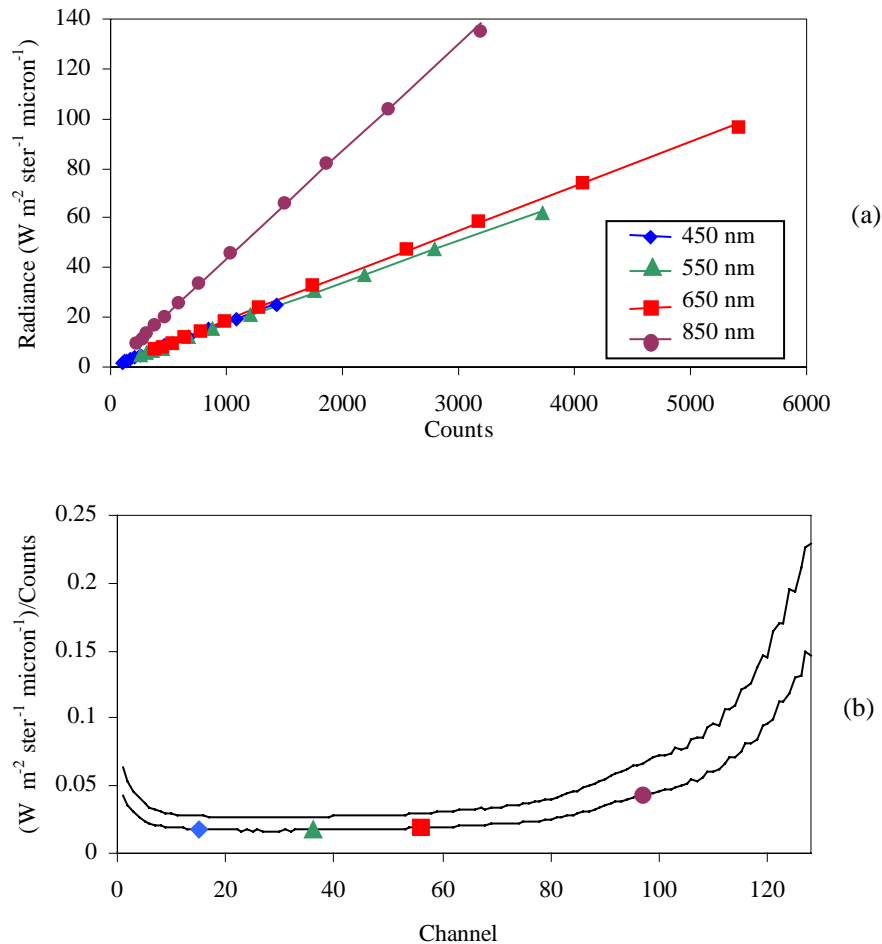 140
120
100
80
60
40
20
0
Radiance (W m⁻² ster⁻¹ micron⁻¹)
0 1000 2000 3000 4000 5000 6000
Counts
450 nm
550 nm
650 nm
850 nm
(a)
0.25
0.2
0.15
0.1
0.05
0
(W m⁻² ster⁻¹ micron⁻¹)/Counts
0 20 40 60 80 100 120
Channel
(b)